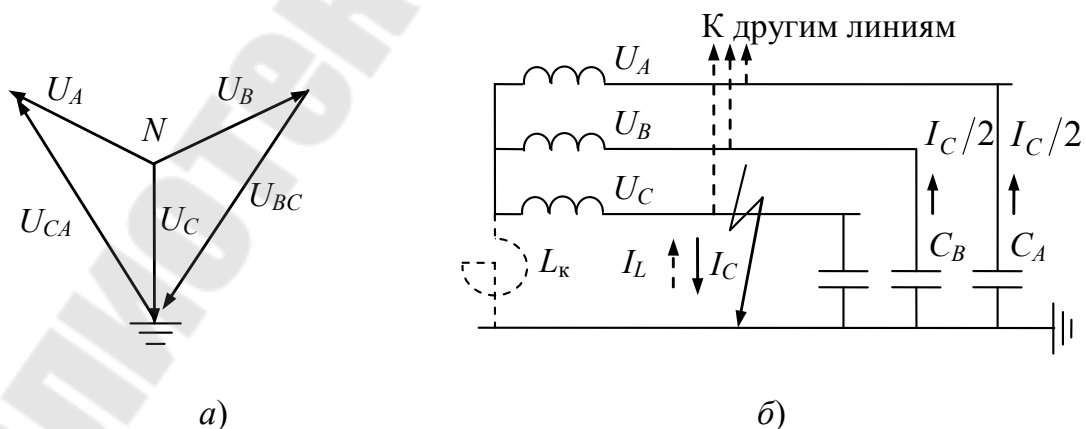 U_A
U_B
N
U_CA
U_C
U_BC
а)
К другим линиям
U_A
U_B
I_C/2 I_C/2
U_C
L_к
I_L
I_C
C_B
C_A
б)